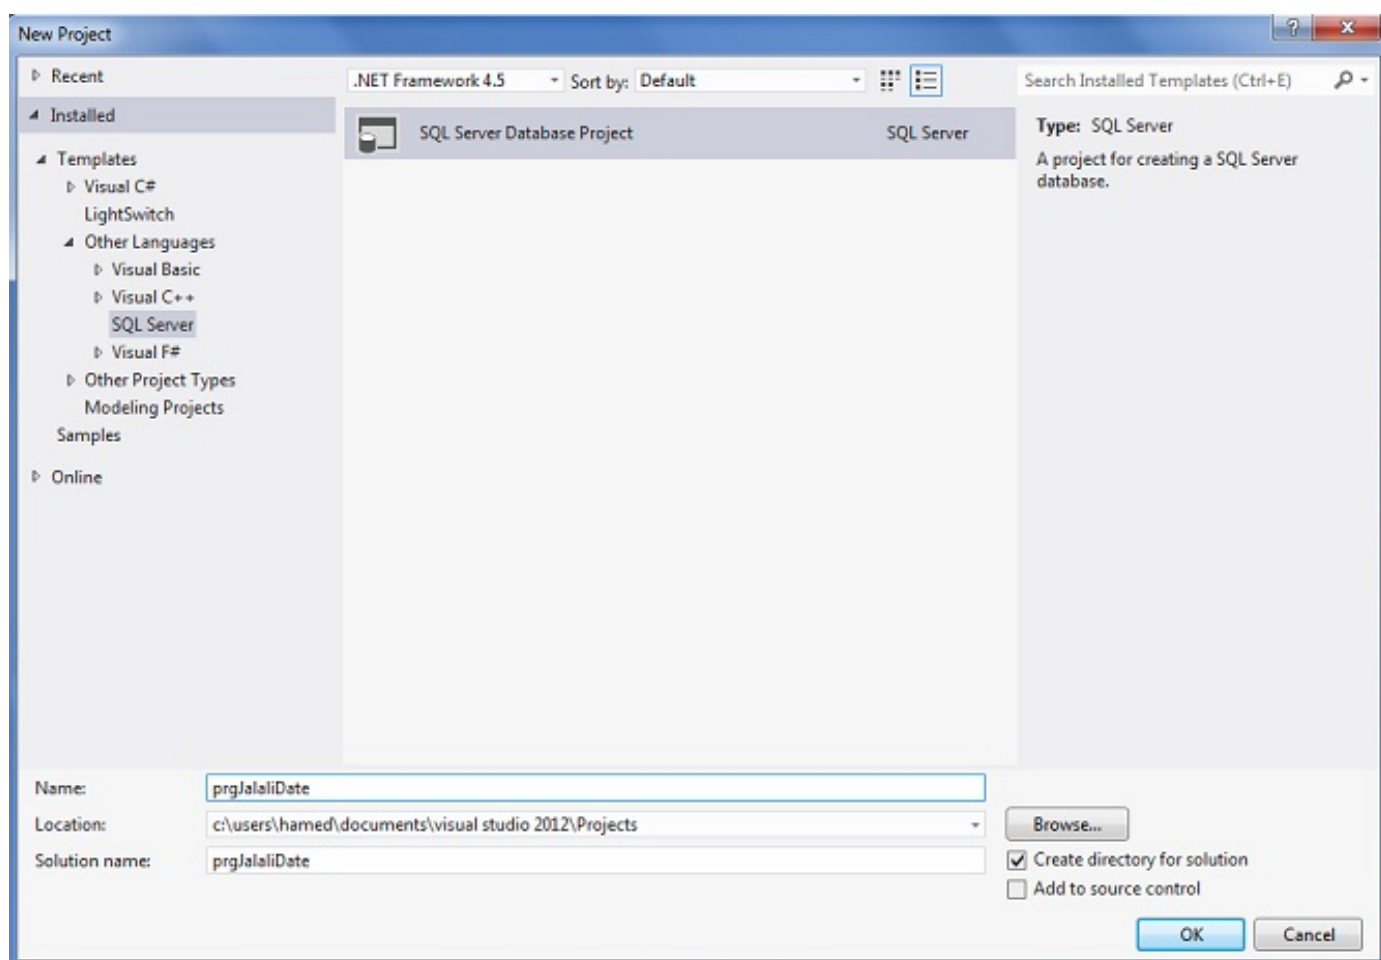 New Project
Recent
Installed
Templates
Visual C#
LightSwitch
Other Languages
Visual Basic
Visual C++
SQL Server
Visual F#
Other Project Types
Modeling Projects
Samples
Online
.NET Framework 4.5
Sort by: Default
SQL Server Database Project SQL Server
Search Installed Templates (Ctrl+E)
Type: SQL Server
A project for creating a SQL Server
database.
Name: prgJalaliDate
Location: c:\users\hamed\documents\visual studio 2012\Projects
Browse...
Solution name: prgJalaliDate
Create directory for solution
Add to source control
OK Cancel